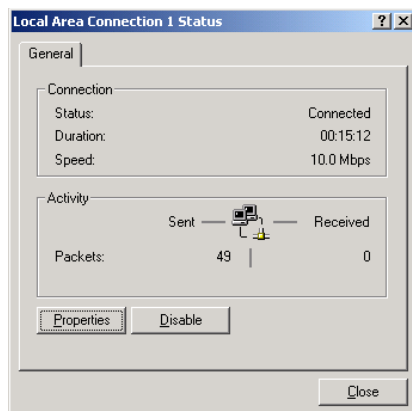 Local Area Connection 1 Status
General
Connection
Status: Connected
Duration: 00:15:12
Speed: 10.0 Mbps
Activity
Sent Received
Packets: 49 0
Properties Disable
Close